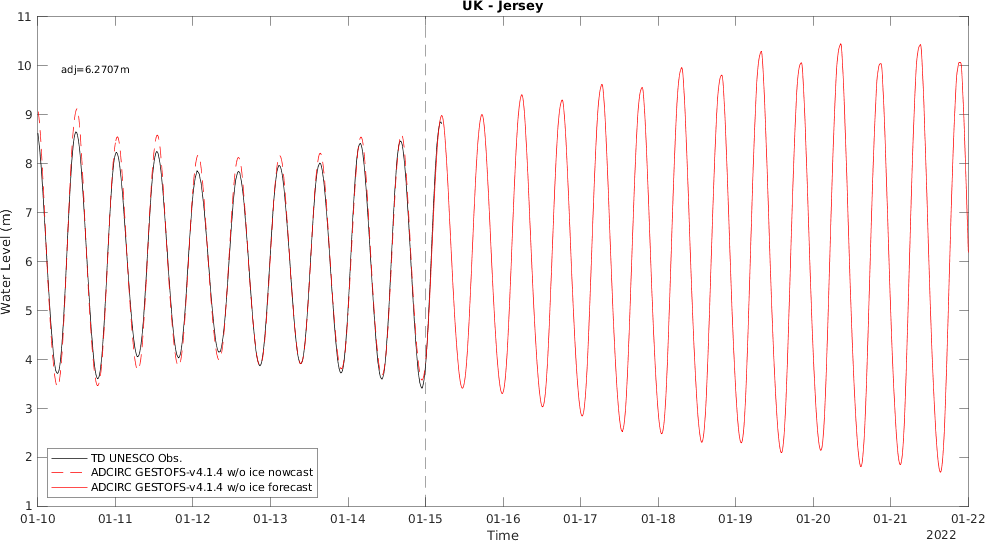 UK - Jersey
11
10
9
8
7
6
5
4
3
2
1
Water Level (m)
adj=6.2707m
TD UNESCO Obs.
ADCIRC GESTOFS-v4.1.4 w/o ice nowcast
ADCIRC GESTOFS-v4.1.4 w/o ice forecast
01-10 01-11 01-12 01-13 01-14 01-15 01-16 01-17 01-18 01-19 01-20 01-21 01-22
Time
2022